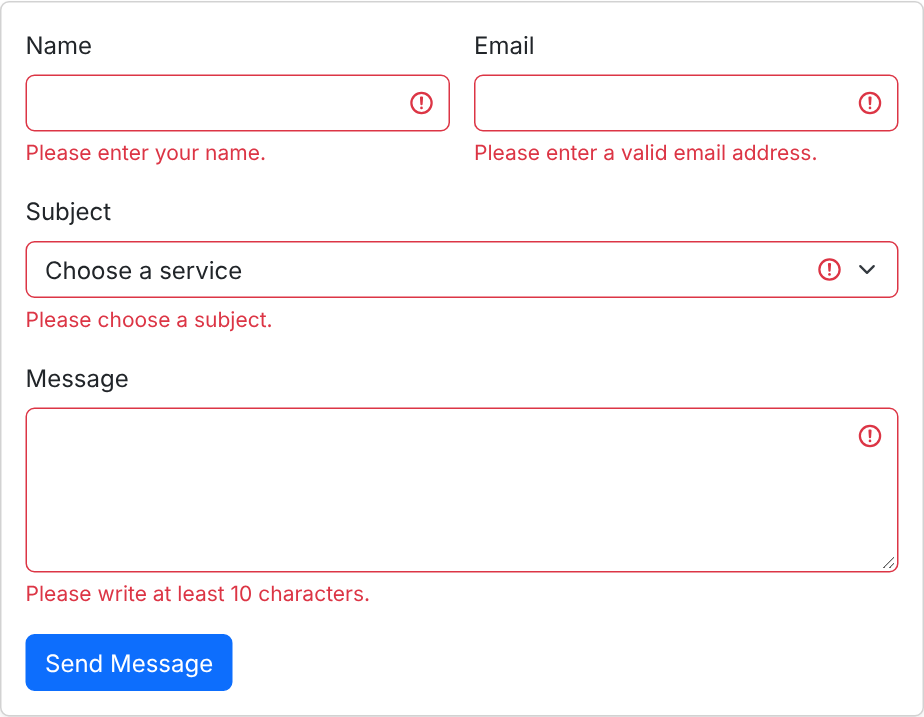 Name
Email
Please enter your name.
Please enter a valid email address.
Subject
Choose a service
Please choose a subject.
Message
Please write at least 10 characters.
Send Message